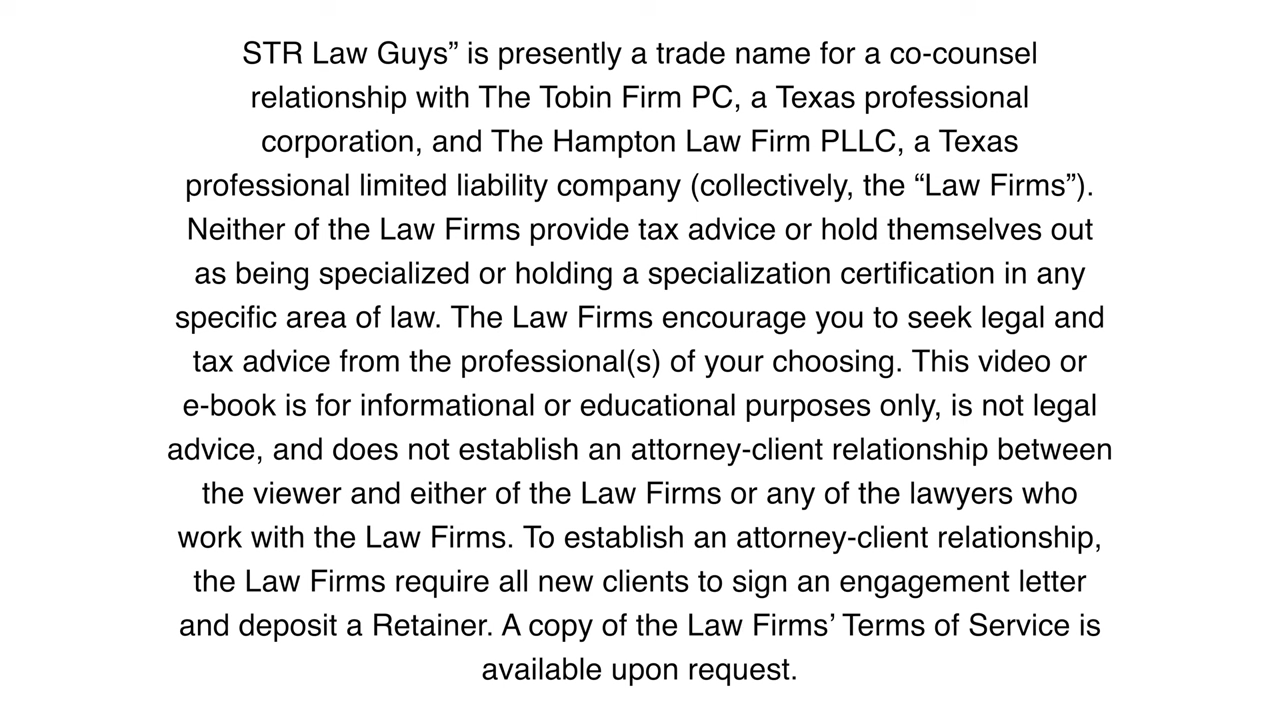 STR Law Guys” is presently a trade name for a co-counsel
relationship with The Tobin Firm PC, a Texas professional
corporation, and The Hampton Law Firm PLLC, a Texas
professional limited liability company (collectively, the “Law Firms”).
Neither of the Law Firms provide tax advice or hold themselves out
as being specialized or holding a specialization certification in any
specific area of law. The Law Firms encourage you to seek legal and
tax advice from the professional(s) of your choosing. This video or
e-book is for informational or educational purposes only, is not legal
advice, and does not establish an attorney-client relationship between
the viewer and either of the Law Firms or any of the lawyers who
work with the Law Firms. To establish an attorney-client relationship,
the Law Firms require all new clients to sign an engagement letter
and deposit a Retainer. A copy of the Law Firms’ Terms of Service is
available upon request.